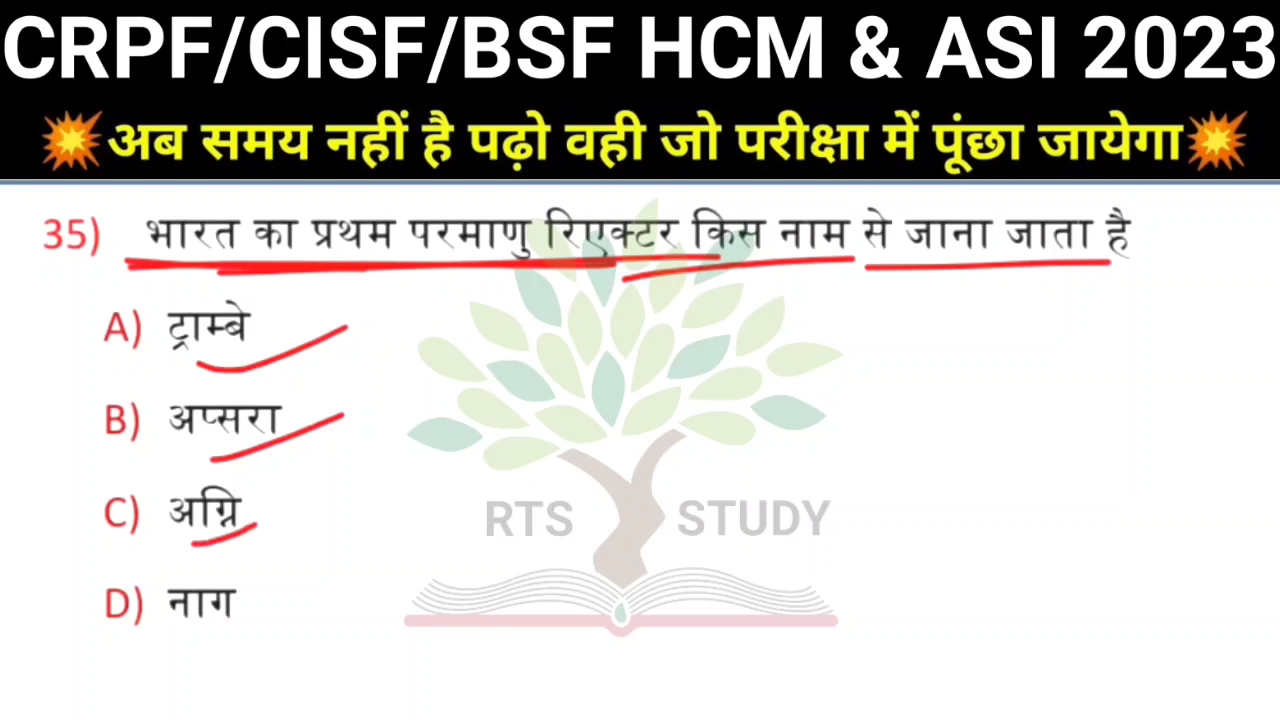 CRPF/CISF/BSF HCM & ASI 2023
💥अब समय नहीं है पढ़ो वही जो परीक्षा में पूंछा जायेगा💥
35) भारत का प्रथम परमाणु रिएक्टर किस नाम से जाना जाता है
A) ट्राम्बे
B) अप्सरा
C) अग्नि
RTS STUDY
D) नाग